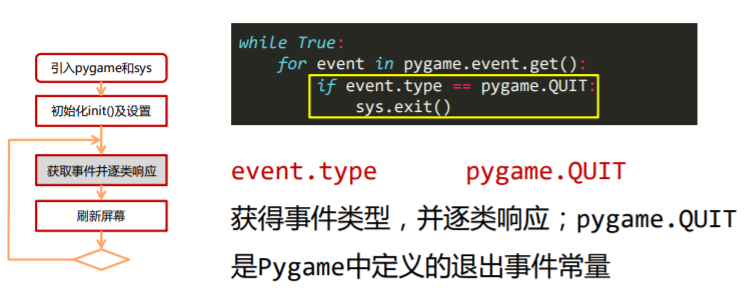 引入pygame和sys
初始化init()及设置
获取事件并逐类响应
刷新屏幕
while True:
for event in pygame.event.get():
if event.type == pygame.QUIT:
sys.exit()
event.type pygame.QUIT
获得事件类型，并逐类响应；pygame.QUIT
是Pygame中定义的退出事件常量